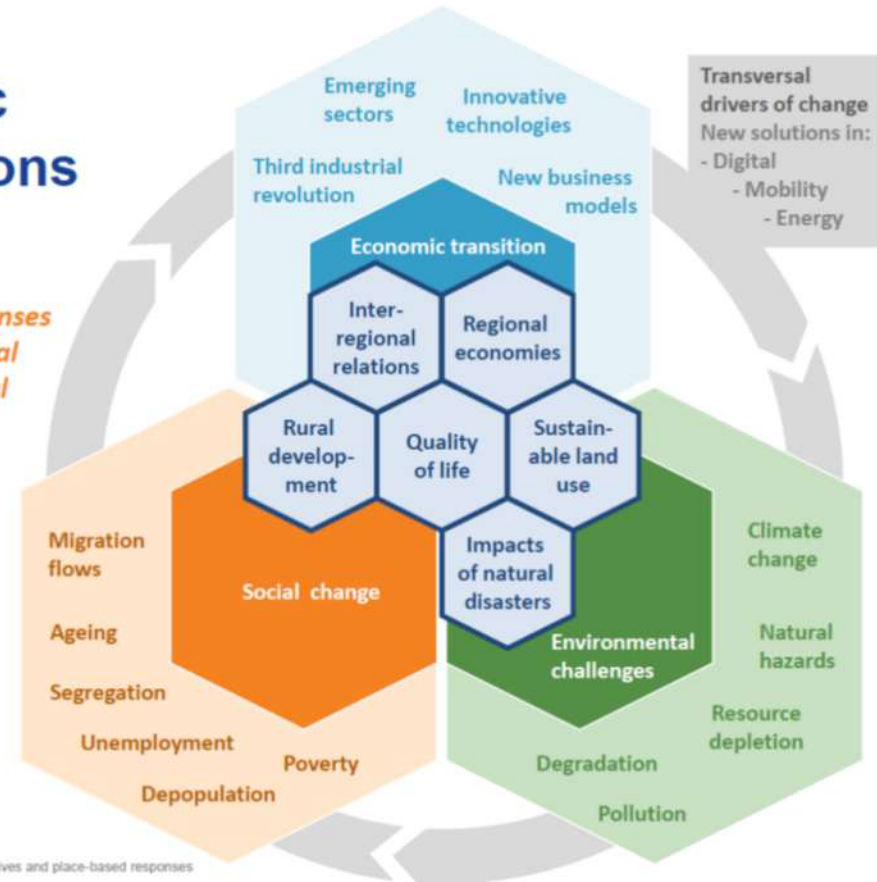 Emerging
sectors
Innovative
technologies
Third industrial
revolution
New business
models
Transversal
drivers of change
New solutions in:
- Digital
- Mobility
- Energy
Economic transition
Inter-
regional
relations
Regional
economies
Rural
develop-
ment
Quality
of life
Sustain-
able land
use
Impacts
of natural
disasters
Social change
Environmental
challenges
Migration
flows
Ageing
Segregation
Unemployment
Poverty
Depopulation
Climate
change
Natural
hazards
Resource
depletion
Degradation
Pollution
and place-based responses